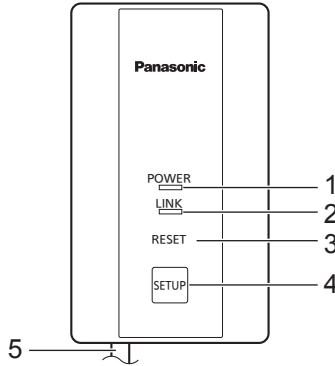 Panasonic
POWER
1
LINK
2
RESET
3
SETUP
4
5